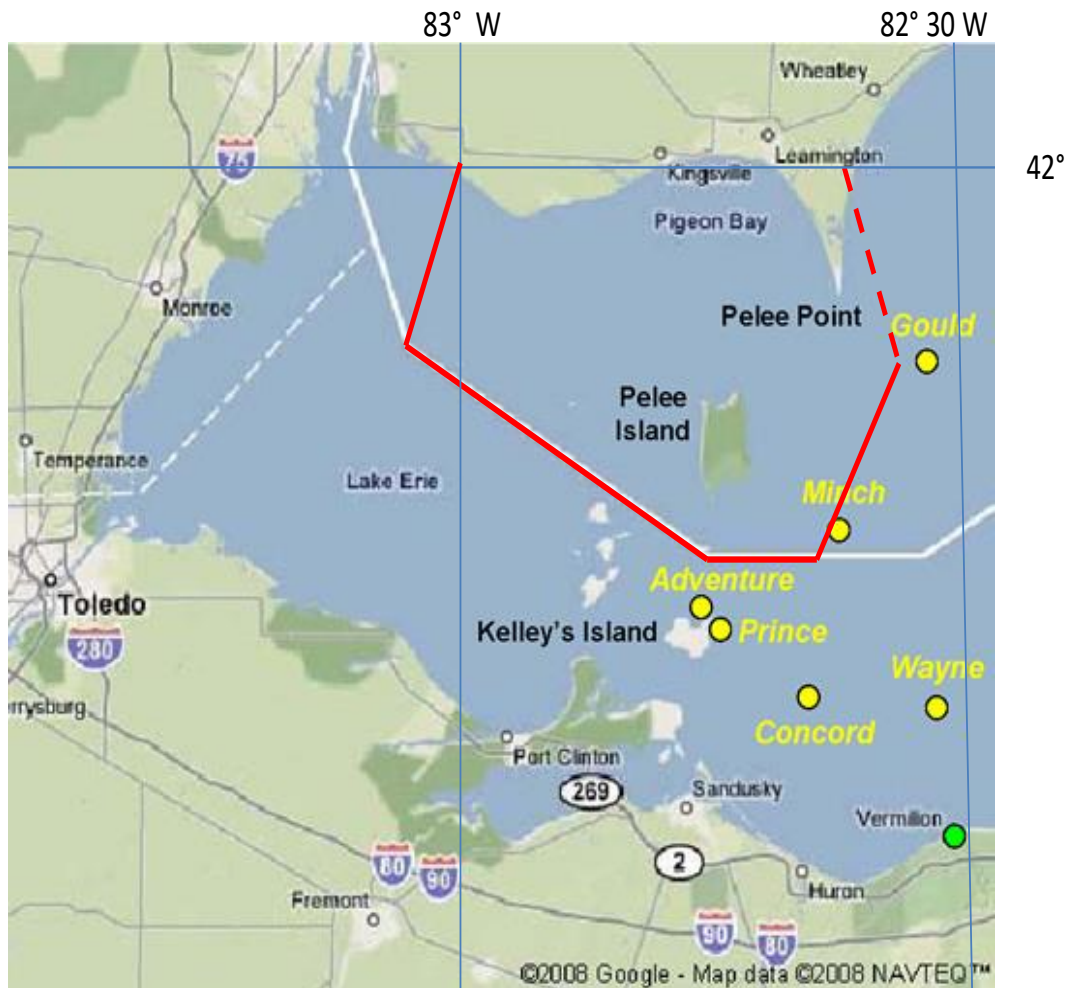 83° W
82° 30 W
Wheatley
75
Leamington
42°
Kingsville
Pigeon Bay
Monroe
Pelee Point
Gould
Pelee
Island
Temperance
Lake Erie
Minch
Adventure
Toledo
Kelley's Island
Prince
280
Wayne
rrysburg
Concord
Port Clinton
269
Sandusky
Vermilion
2
80
90
Huron
Fremont
90
80
©2008 Google - Map data ©2008 NAVTEQ™